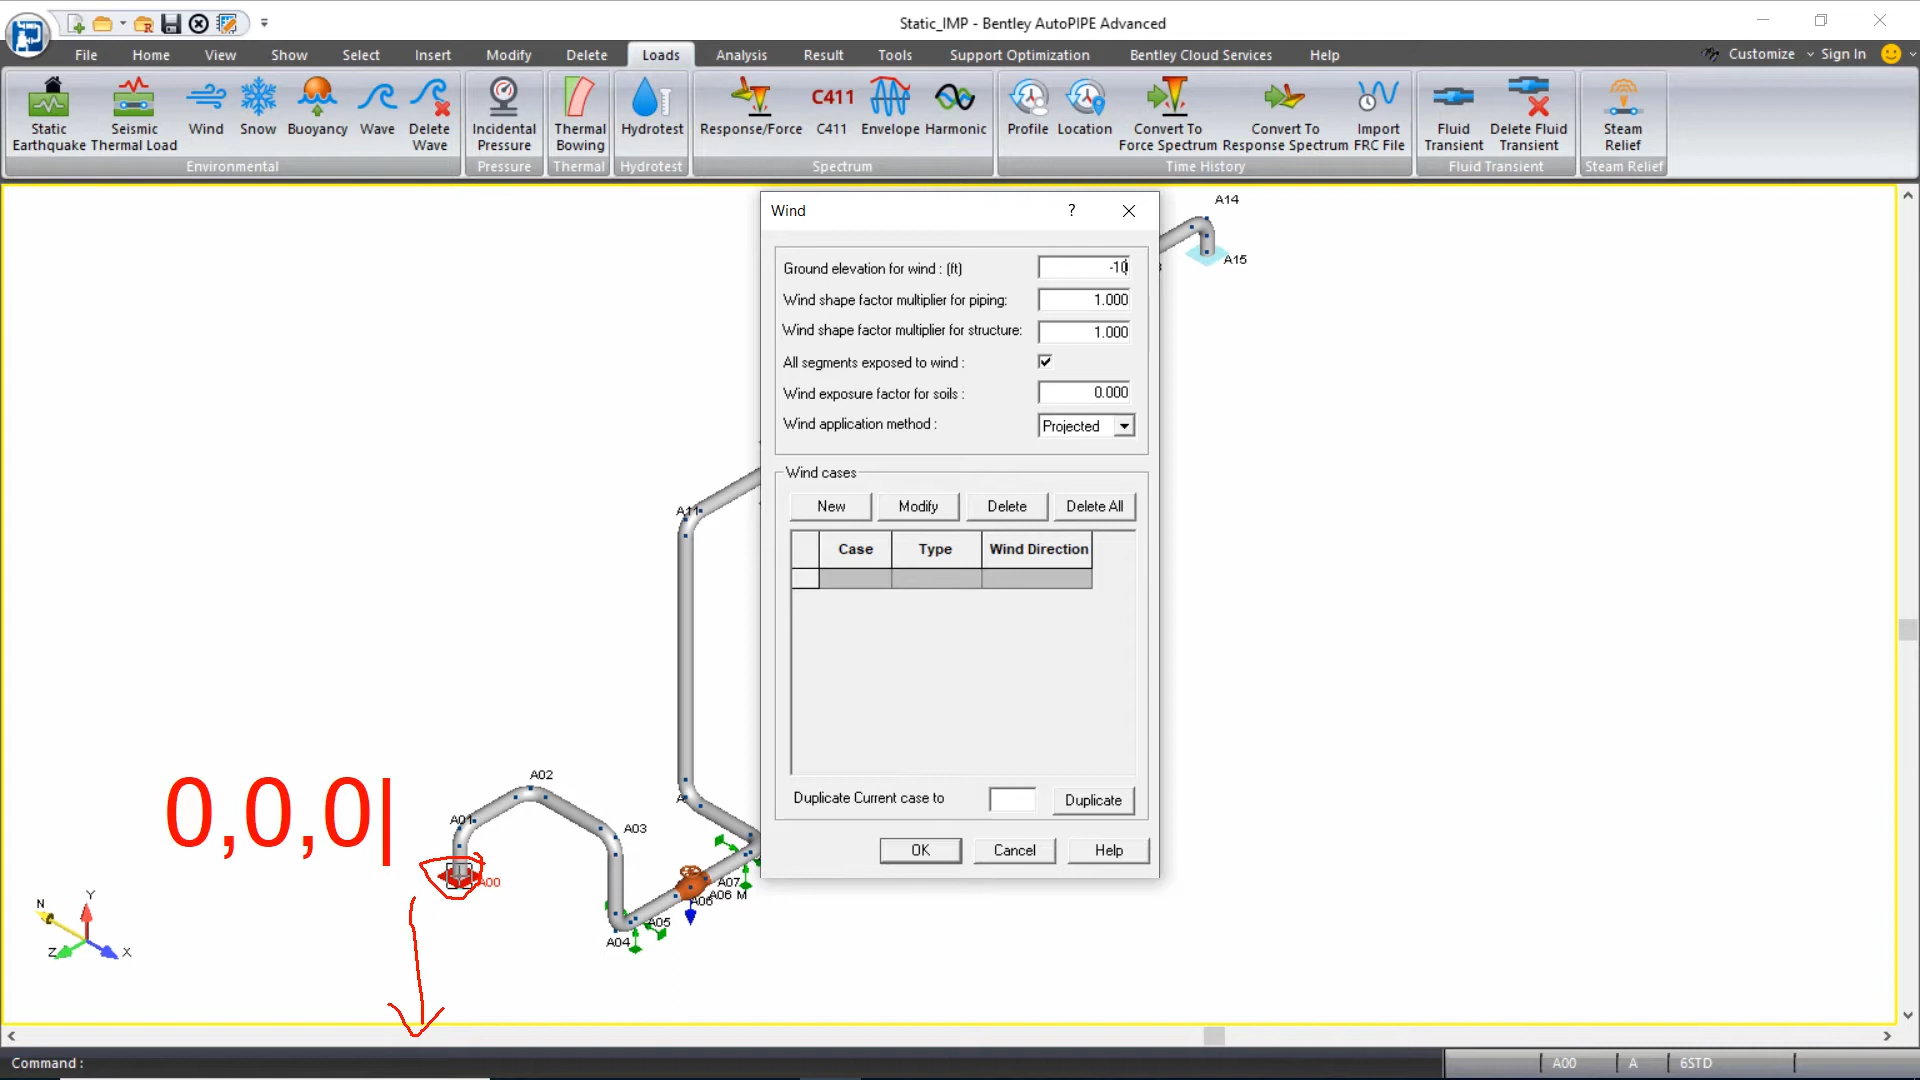 Static_IMP - Bentley AutoPIPE Advanced
File Home View Show Select Insert Modify Delete Loads Analysis Result Tools Support Optimization Bentley Cloud Services Help Customize Sign In
Static Earthquake
Seismic Thermal Load
Wind
Snow
Buoyancy
Wave
Delete Wave
Incidental Pressure
Thermal Bowing
Hydrotest
Response/Force
C411
C411
Envelope
Harmonic
Profile
Location
Convert To Force Spectrum
Convert To Response Spectrum
Import FRC File
Fluid Transient
Delete Fluid Transient
Steam Relief
Environmental
Pressure
Thermal
Hydrotest
Spectrum
Time History
Fluid Transient
Steam Relief
Wind ?
Ground elevation for wind : (ft) -10
Wind shape factor multiplier for piping: 1.000
Wind shape factor multiplier for structure: 1.000
All segments exposed to wind :
Wind exposure factor for soils : 0.000
Wind application method : Projected
Wind cases
New Modify Delete Delete All
Case Type Wind Direction
Duplicate Current case to Duplicate
OK Cancel Help
A14
A15
A11
A02
A01
A03
A00
A07
A06 M
A06
A05
A04
0,0,0
N Y Z X
Command :
A00 A 6STD